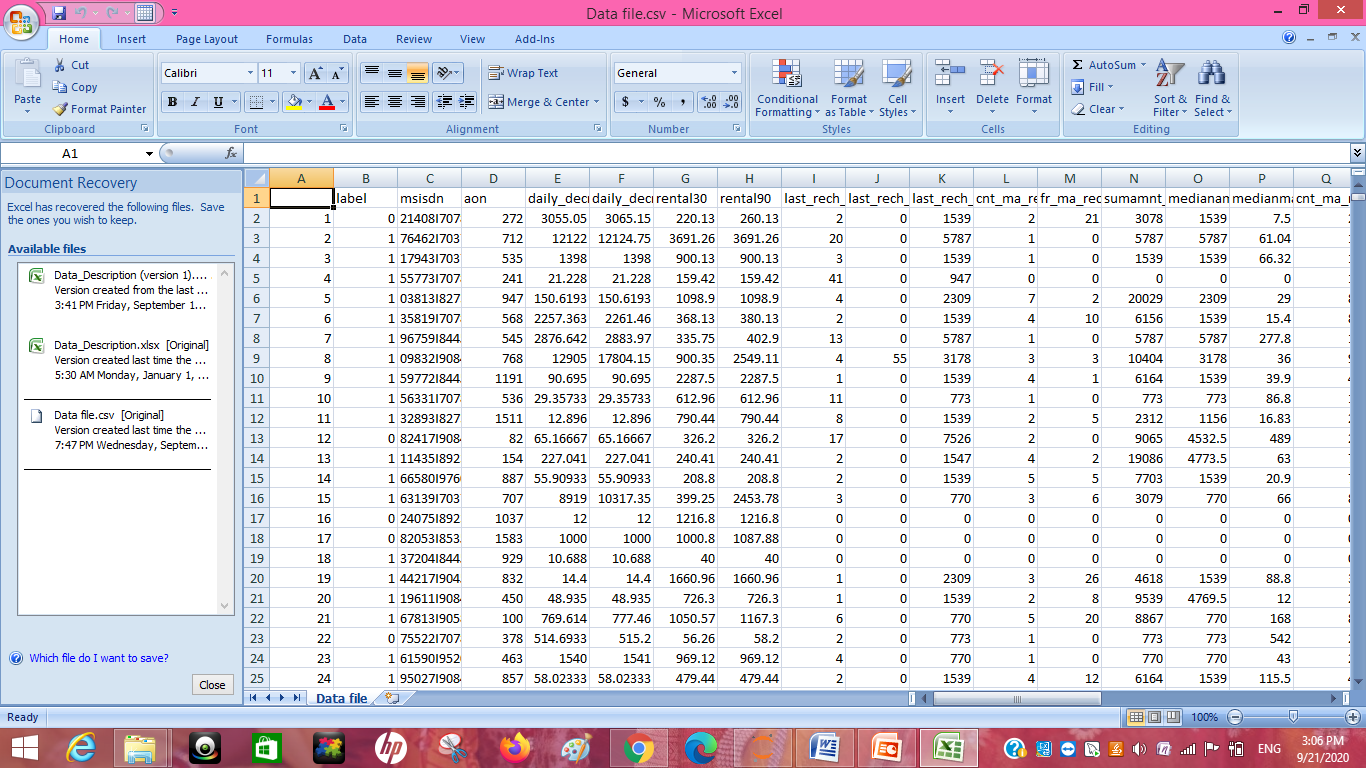 Data file.csv - Microsoft Excel
Home Insert Page Layout Formulas Data Review View Add-Ins
Paste
Cut
Copy
Format Painter
Clipboard
Calibri 11
B I U
Font
Wrap Text
Merge & Center
Alignment
General
$ % ,
Number
Conditional Formatting
Format as Table
Cell Styles
Styles
Insert Delete Format
Cells
AutoSum
Fill
Clear
Sort & Filter
Find & Select
Editing
A1 fx
Document Recovery
Excel has recovered the following files. Save
the ones you wish to keep.
Available files
Data_Description (version 1)....
Version created from the last ...
3:41 PM Friday, September 1...
Data_Description.xlsx [Original]
Version created last time the ...
5:30 AM Monday, January 1, ...
Data file.csv [Original]
Version created last time the ...
7:47 PM Wednesday, Septem...
Which file do I want to save?
Close
A B C D E F G H I J K L M N O P Q
1 label msisdn aon daily_decr daily_decr rental30 rental90 last_rech_ last_rech_ last_rech_ cnt_ma_re fr_ma_rec sumamnt_ medianam medianma cnt_ma_r
2 1 0 21408I707 272 3055.05 3065.15 220.13 260.13 2 0 1539 2 21 3078 1539 7.5
3 2 1 76462I703 712 12122 12124.75 3691.26 3691.26 20 0 5787 1 0 5787 5787 61.04
4 3 1 17943I703 535 1398 1398 900.13 900.13 3 0 1539 1 0 1539 1539 66.32
5 4 1 55773I707 241 21.228 21.228 159.42 159.42 41 0 947 0 0 0 0 0
6 5 1 03813I827 947 150.6193 150.6193 1098.9 1098.9 4 0 2309 7 2 20029 2309 29
7 6 1 35819I707 568 2257.363 2261.46 368.13 380.13 2 0 1539 4 10 6156 1539 15.4
8 7 1 96759I844 545 2876.642 2883.97 335.75 402.9 13 0 5787 1 0 5787 5787 277.8
9 8 1 09832I908 768 12905 17804.15 900.35 2549.11 4 55 3178 3 3 10404 3178 36
10 9 1 59772I844 1191 90.695 90.695 2287.5 2287.5 1 0 1539 4 1 6164 1539 39.9
11 10 1 56331I707 536 29.35733 29.35733 612.96 612.96 11 0 773 1 0 773 773 86.8
12 11 1 32893I827 1511 12.896 12.896 790.44 790.44 8 0 1539 2 5 2312 1156 16.83
13 12 0 82417I908 82 65.16667 65.16667 326.2 326.2 17 0 7526 2 0 9065 4532.5 489
14 13 1 11435I892 154 227.041 227.041 240.41 240.41 2 0 1547 4 2 19086 4773.5 63
15 14 1 66580I976 887 55.90933 55.90933 208.8 208.8 2 0 1539 5 5 7703 1539 20.9
16 15 1 63139I703 707 8919 10317.35 399.25 2453.78 3 0 770 3 6 3079 770 66
17 16 0 24075I892 1037 12 12 1216.8 1216.8 0 0 0 0 0 0 0 0
18 17 0 82053I853 1583 1000 1000 1000.8 1087.88 0 0 0 0 0 0 0 0
19 18 1 37204I844 929 10.688 10.688 40 40 0 0 0 0 0 0 0 0
20 19 1 44217I904 832 14.4 14.4 1660.96 1660.96 1 0 2309 3 26 4618 1539 88.8
21 20 1 19611I908 450 48.935 48.935 726.3 726.3 1 0 1539 2 8 9539 4769.5 12
22 21 1 67813I905 100 769.614 777.46 1050.57 1167.3 6 0 770 5 20 8867 770 168
23 22 0 75522I707 378 514.6933 515.2 56.26 58.2 2 0 773 1 0 773 773 542
24 23 1 61590I952 463 1540 1541 969.12 969.12 4 0 770 1 0 770 770 43
25 24 1 95027I908 857 58.02333 58.02333 479.44 479.44 2 0 1539 4 12 6164 1539 115.5
Data file
Ready 100%
ENG 3:06 PM
9/21/2020